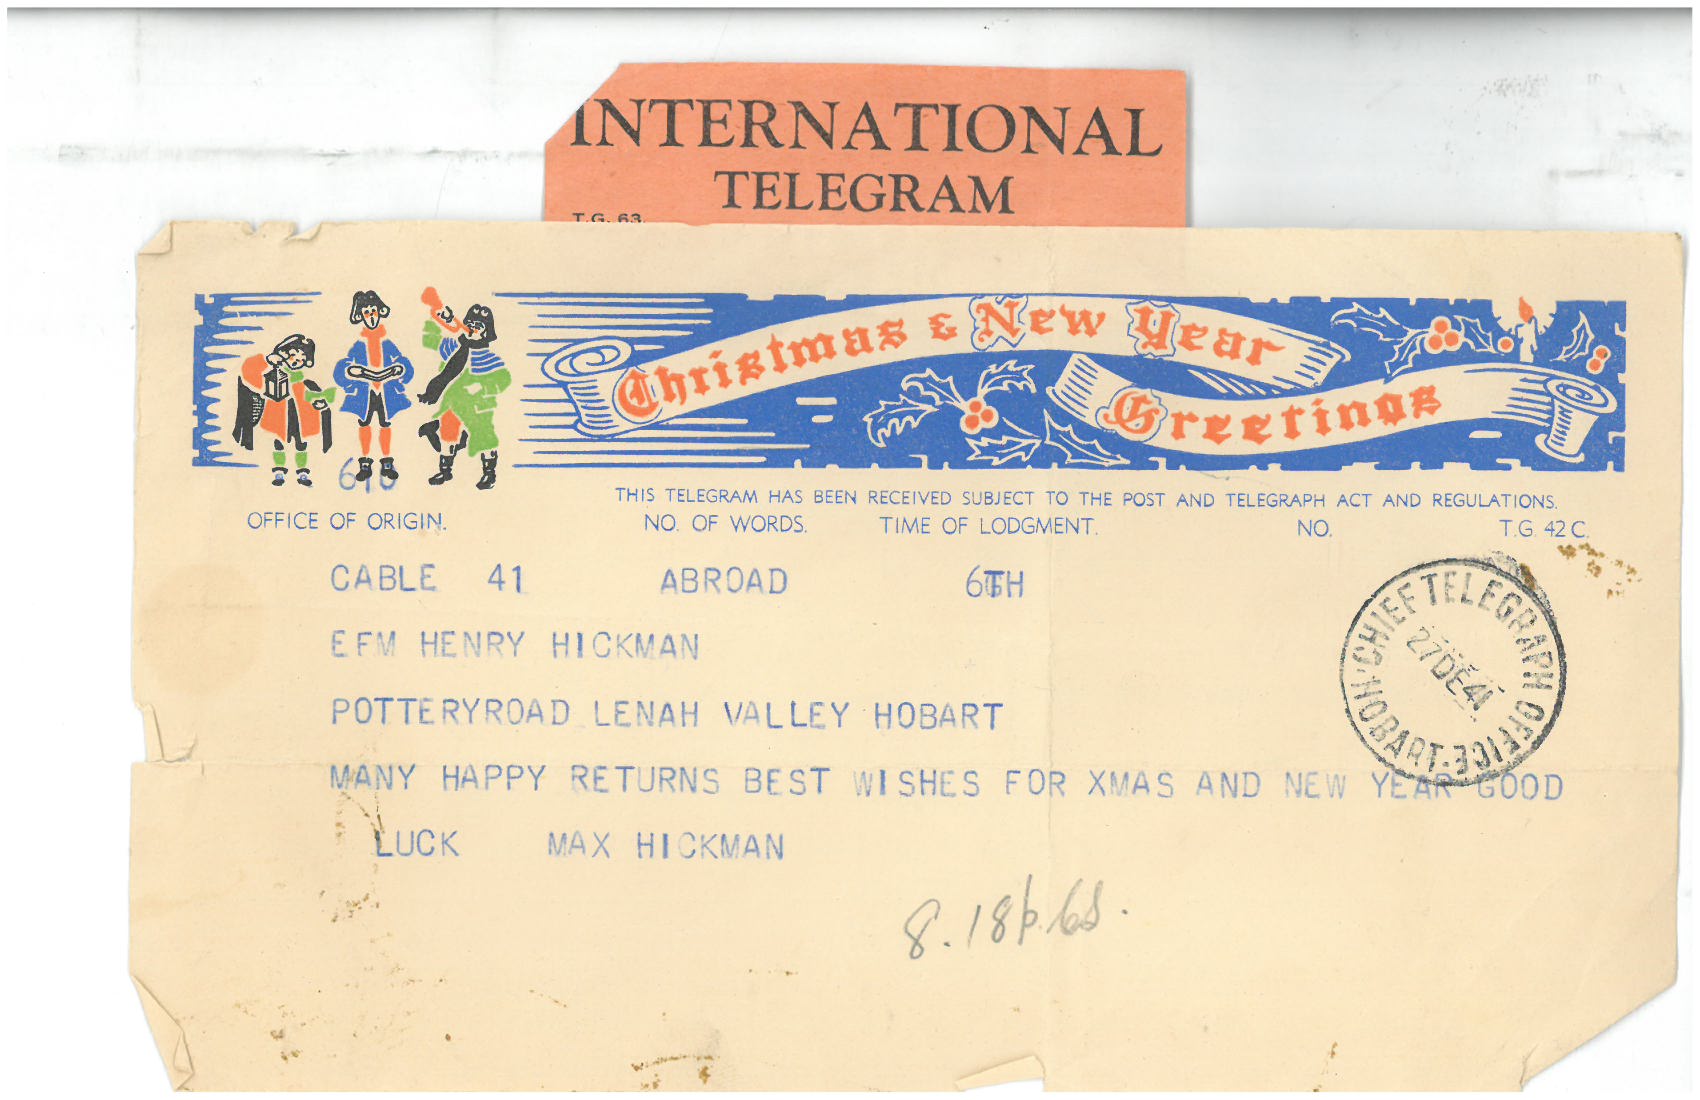 INTERNATIONAL
TELEGRAM
T.G. 63.
Christmas & New Year
Greetings
THIS TELEGRAM HAS BEEN RECEIVED SUBJECT TO THE POST AND TELEGRAPH ACT AND REGULATIONS.
OFFICE OF ORIGIN. NO. OF WORDS. TIME OF LODGMENT. NO. T.G. 42 C.
CABLE 41 ABROAD
EFM HENRY HICKMAN
POTTERYROAD LENAH VALLEY HOBART
MANY HAPPY RETURNS BEST WISHES FOR XMAS AND NEW YEAR GOOD
LUCK MAX HICKMAN
CHIEF TELEGRAPH OFFICE
27DE41
HOBART
8.18p.